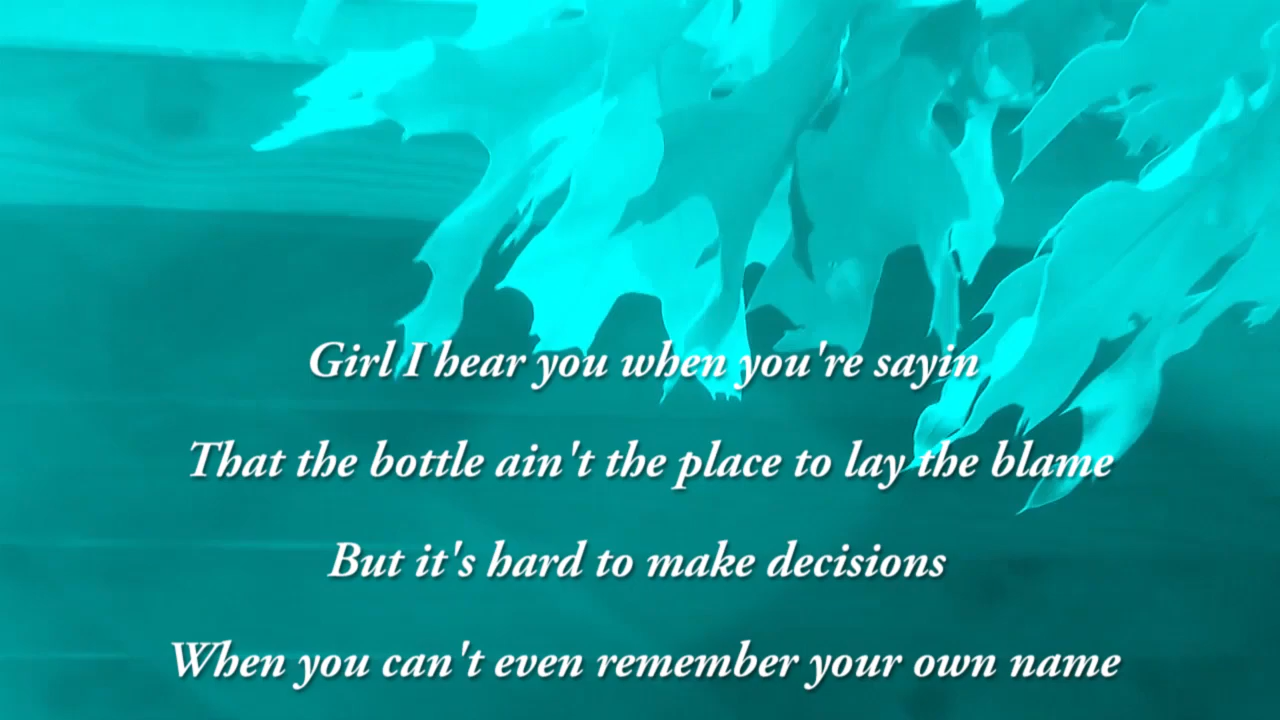 Girl I hear you when you're sayin
That the bottle ain't the place to lay the blame
But it's hard to make decisions
When you can't even remember your own name